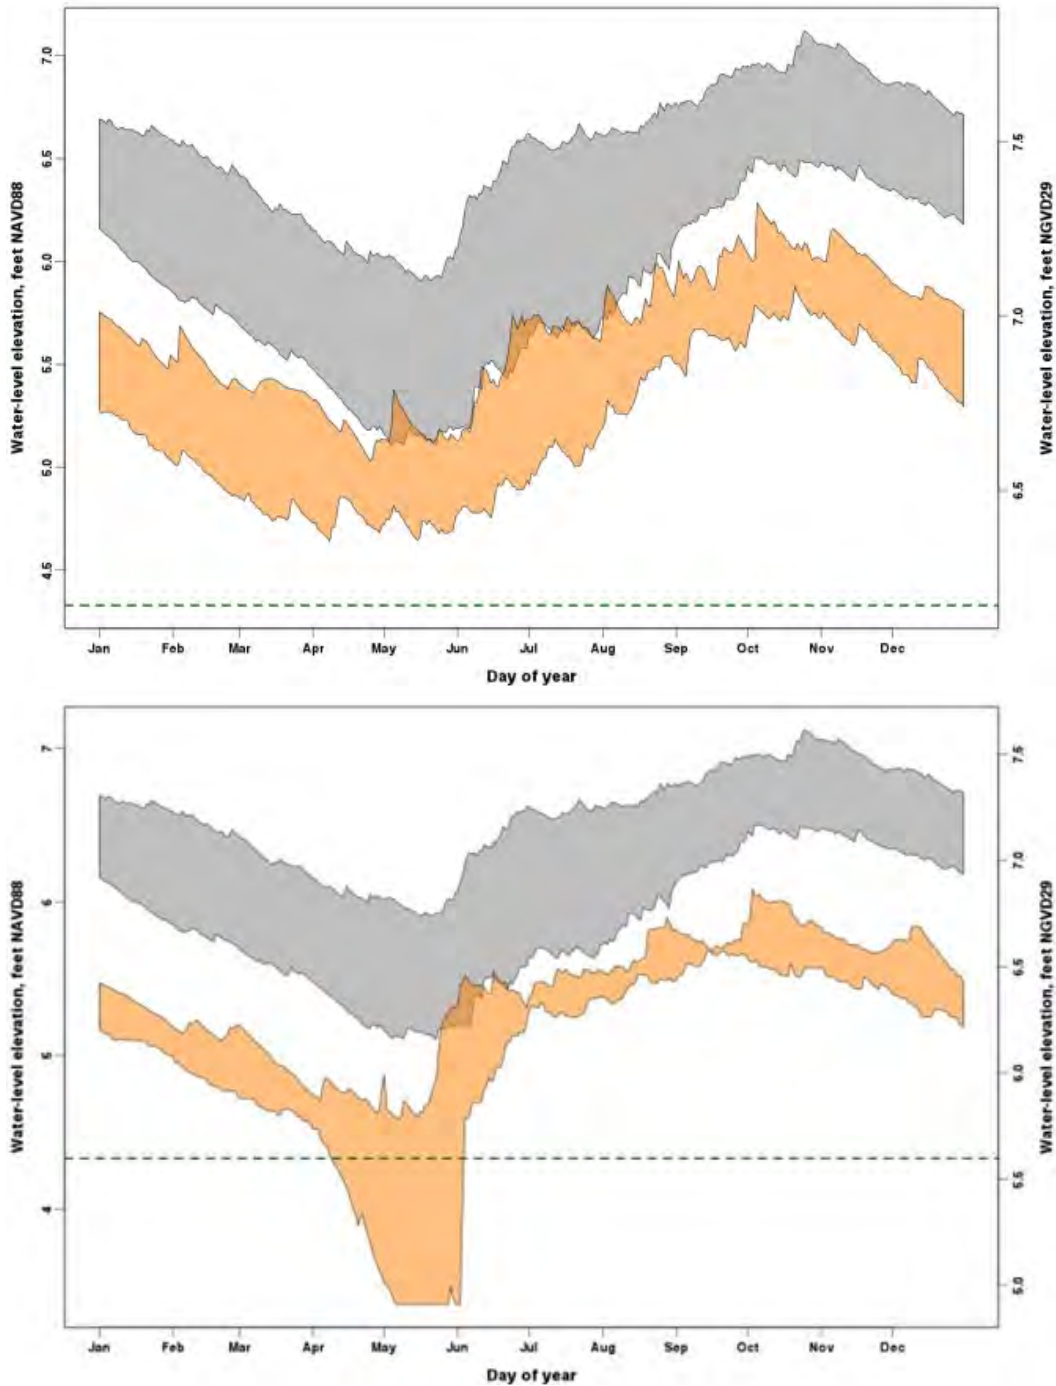 Water-level elevation, feet NAVD88
7.0
6.5
6.0
5.5
5.0
4.5
7.5
7.0
6.5
Water-level elevation, feet NGVD29
Jan Feb Mar Apr May Jun Jul Aug Sep Oct Nov Dec
Day of year
Water-level elevation, feet NAVD88
7
6
5
4
7.5
7.0
6.5
6.0
5.5
5.0
Water-level elevation, feet NGVD29
Jan Feb Mar Apr May Jun Jul Aug Sep Oct Nov Dec
Day of year